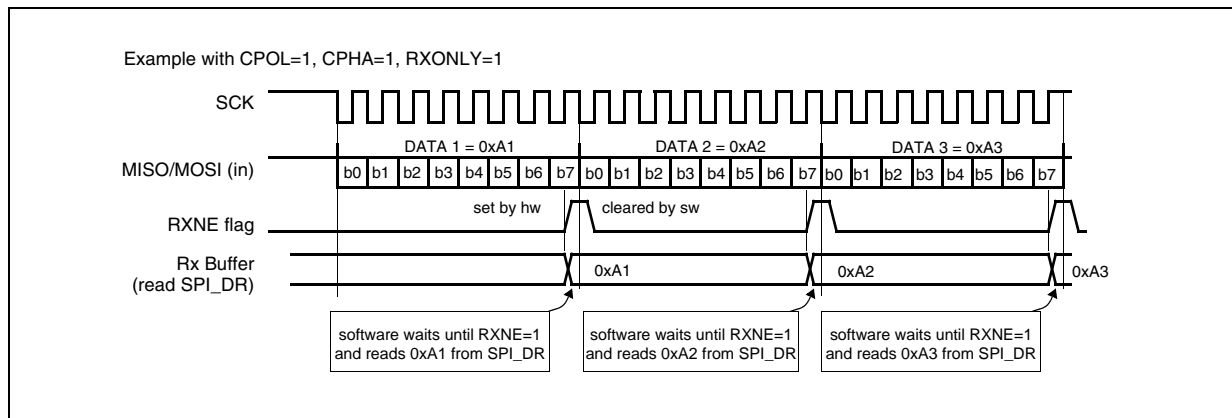 Example with CPOL=1, CPHA=1, RXONLY=1
SCK
DATA 1 = 0xA1
DATA 2 = 0xA2
DATA 3 = 0xA3
MISO/MOSI (in)
b0 b1 b2 b3 b4 b5 b6 b7 b0 b1 b2 b3 b4 b5 b6 b7 b0 b1 b2 b3 b4 b5 b6 b7
set by hw
cleared by sw
RXNE flag
Rx Buffer
(read SPI_DR)
0xA1
0xA2
0xA3
software waits until RXNE=1
and reads 0xA1 from SPI_DR
software waits until RXNE=1
and reads 0xA2 from SPI_DR
software waits until RXNE=1
and reads 0xA3 from SPI_DR